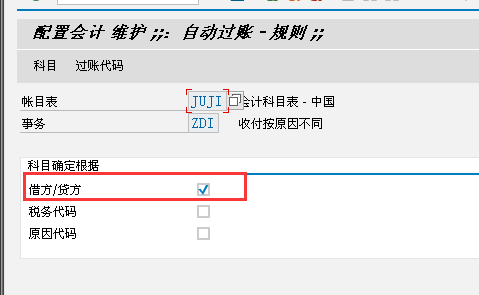 配置会计 维护 ;;: 自动过账 - 规则 ;;
科目 过账代码
帐目表 JUJI 会计科目表 - 中国
事务 ZDI 收付按原因不同
科目确定根据
借方/贷方
税务代码
原因代码